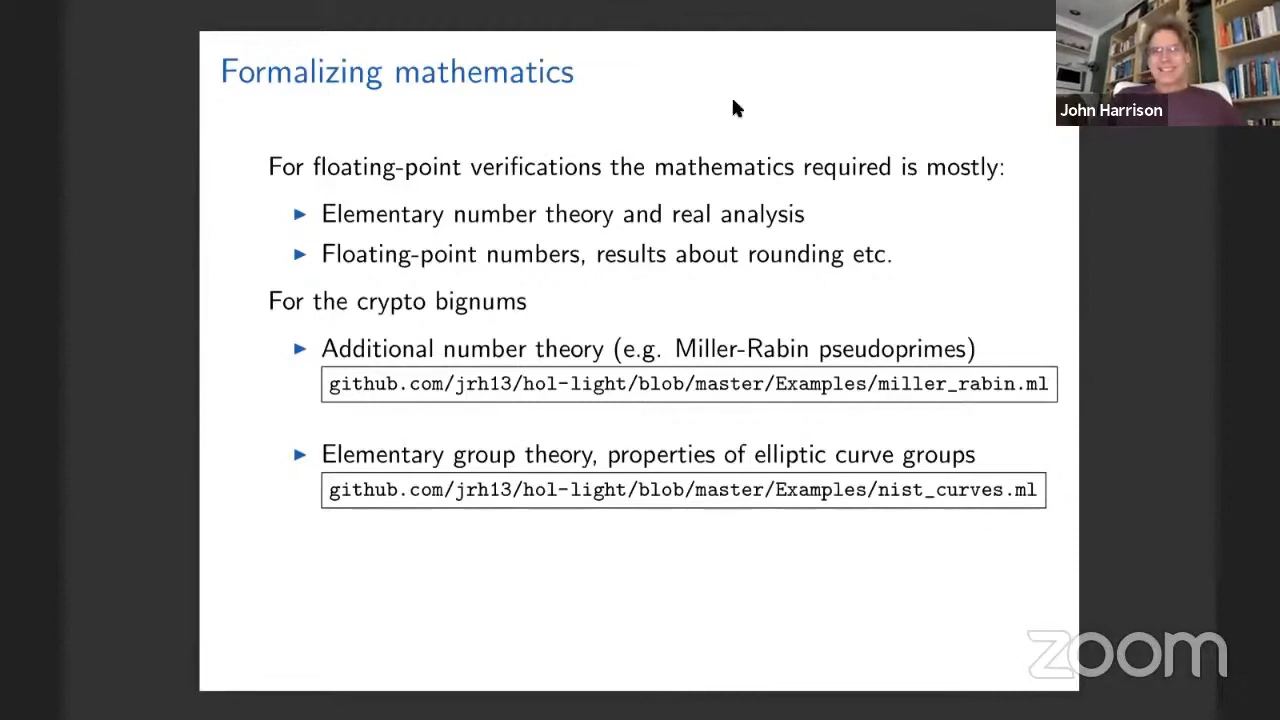 Formalizing mathematics
John Harrison
For floating-point verifications the mathematics required is mostly:
Elementary number theory and real analysis
Floating-point numbers, results about rounding etc.
For the crypto bignums
Additional number theory (e.g. Miller-Rabin pseudoprimes)
github.com/jrh13/hol-light/blob/master/Examples/miller_rabin.ml
Elementary group theory, properties of elliptic curve groups
github.com/jrh13/hol-light/blob/master/Examples/nist_curves.ml
zoom